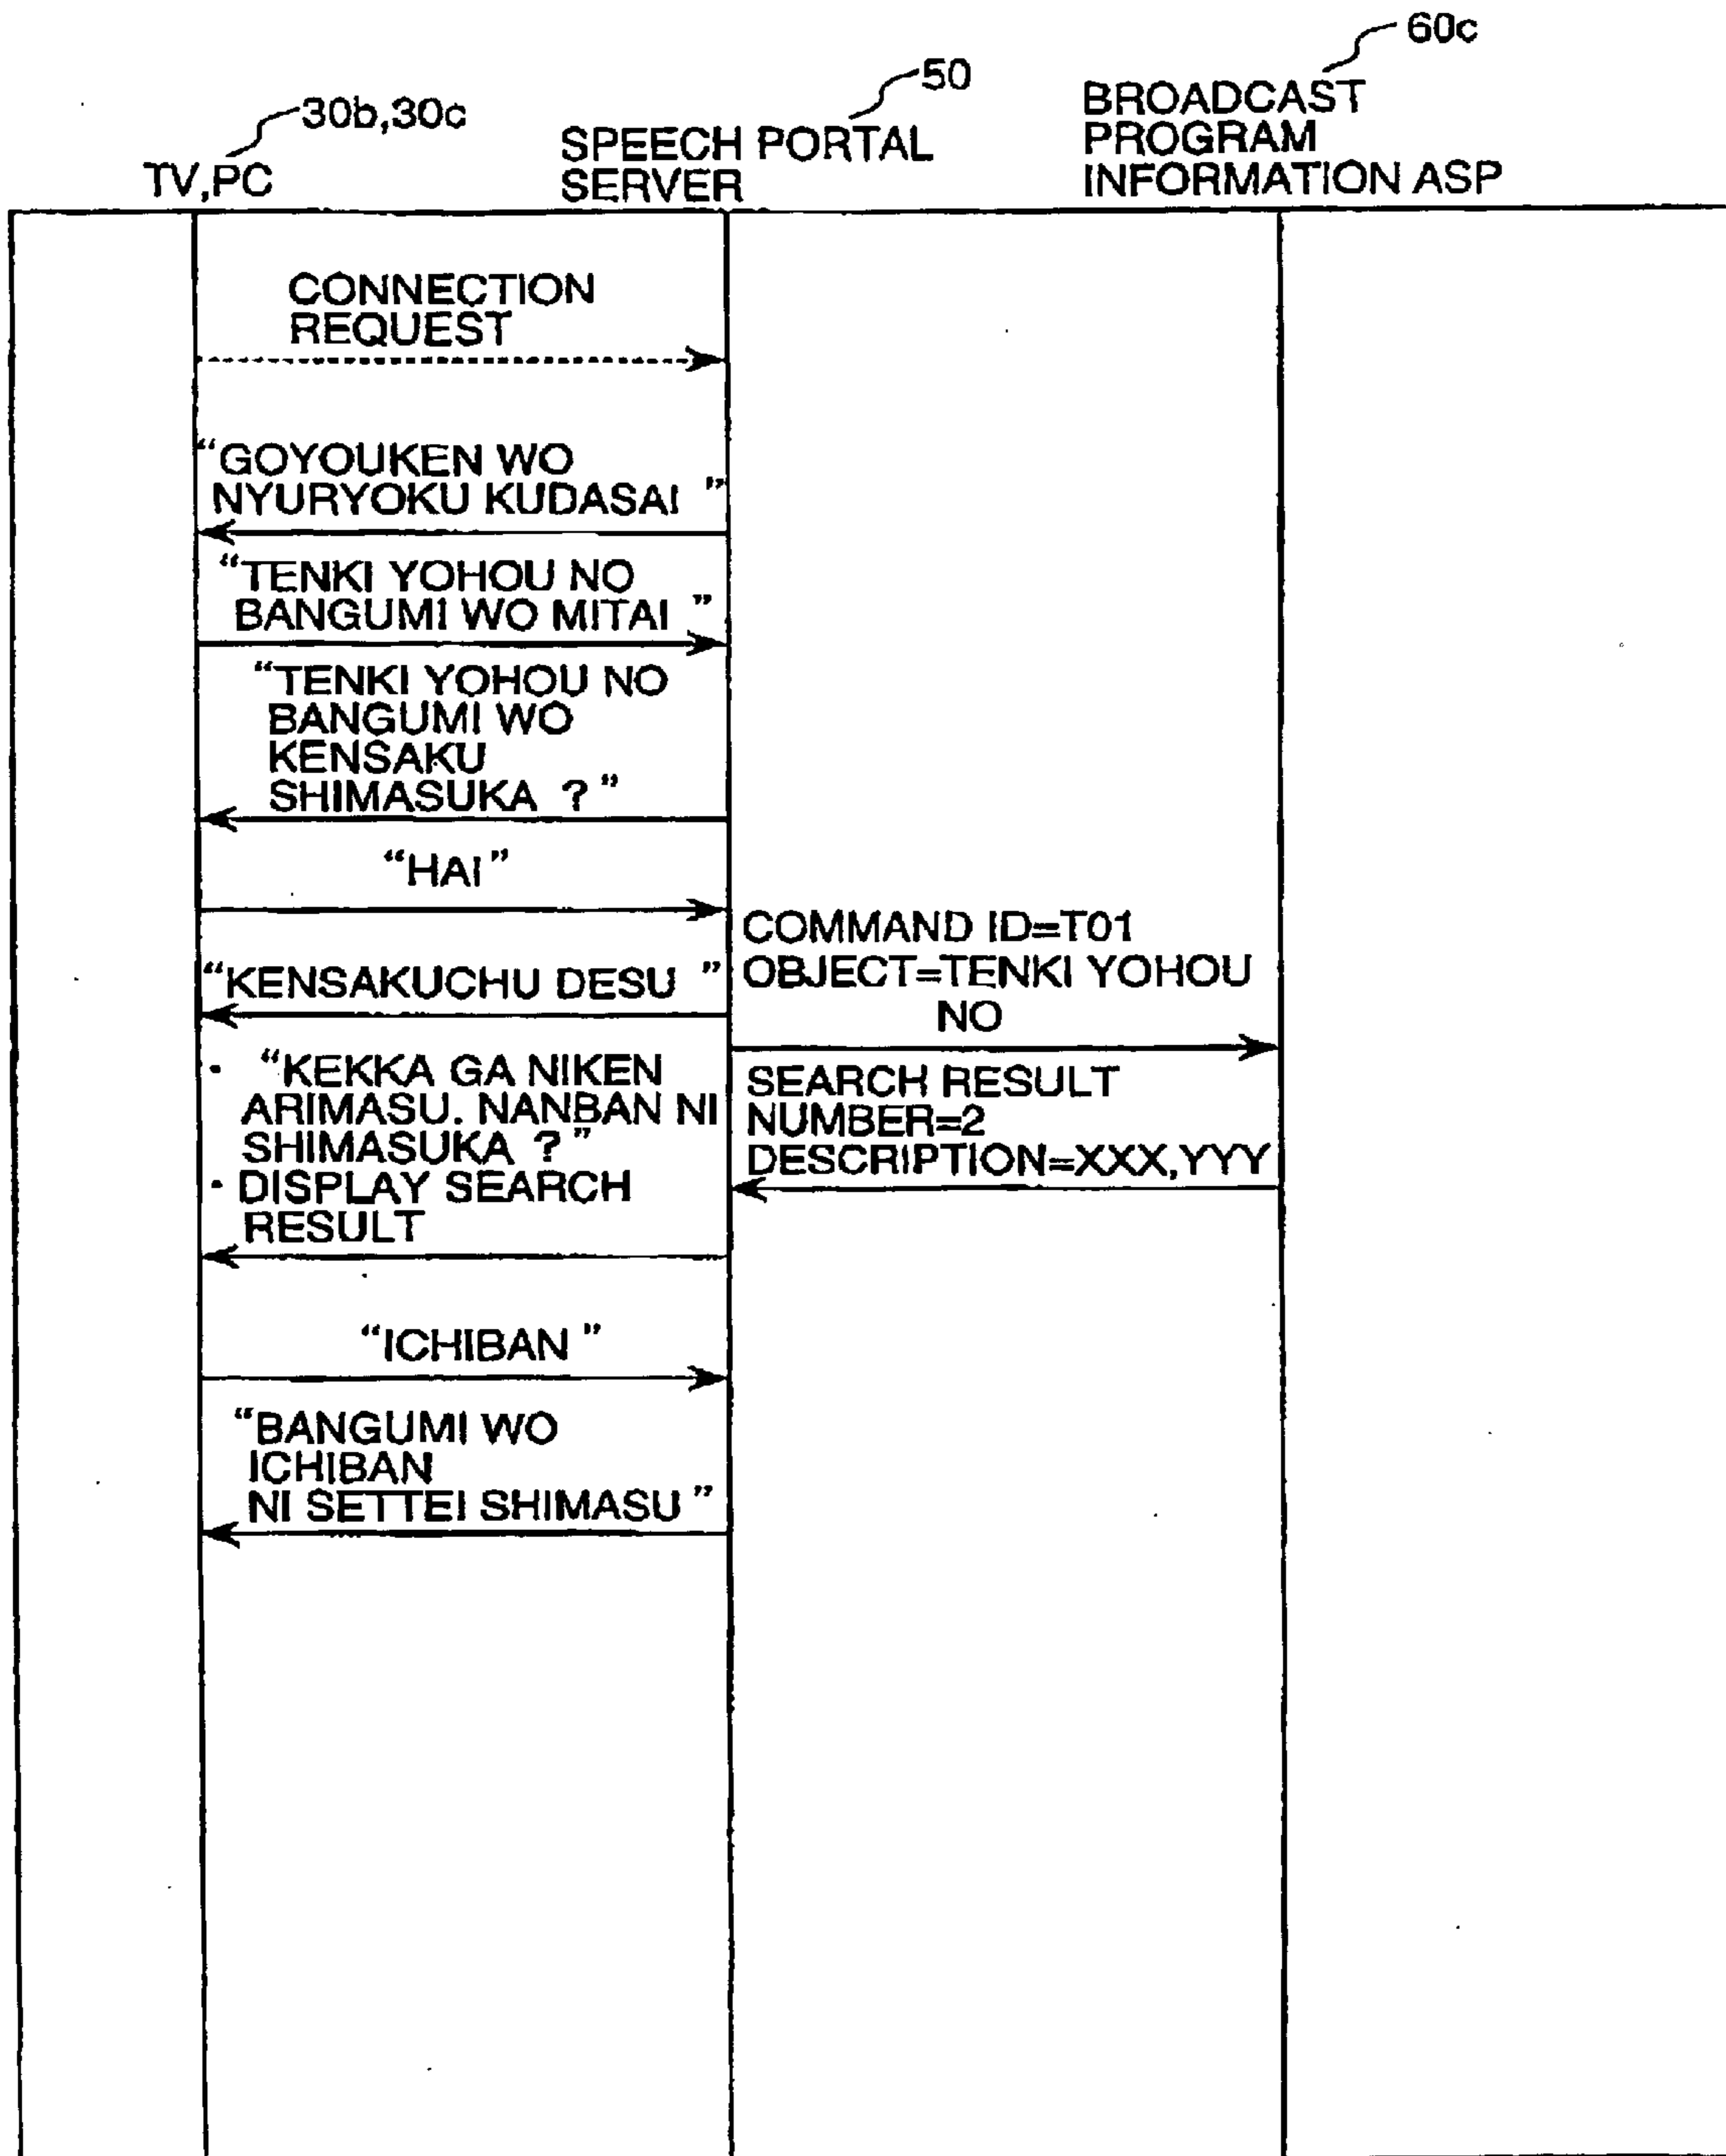 60c
50
BROADCAST
PROGRAM
INFORMATION ASP
30b,30c
SPEECH PORTAL
SERVER
TV,PC
CONNECTION
REQUEST
“GOYOUKEN WO
NYURYOKU KUDASAI ”
“TENKI YOHOU NO
BANGUMI WO MITAI ”
“TENKI YOHOU NO
BANGUMI WO
KENSAKU
SHIMASUKA ? ”
“HAI”
COMMAND ID=T01
OBJECT=TENKI YOHOU
NO
“KENSAKUCHU DESU ”
· “KEKKA GA NIKEN
ARIMASU. NANBAN NI
SHIMASUKA ? ”
· DISPLAY SEARCH
RESULT
SEARCH RESULT
NUMBER=2
DESCRIPTION=XXX,YYY
“ICHIBAN ”
“BANGUMI WO
ICHIBAN
NI SETTEI SHIMASU ”